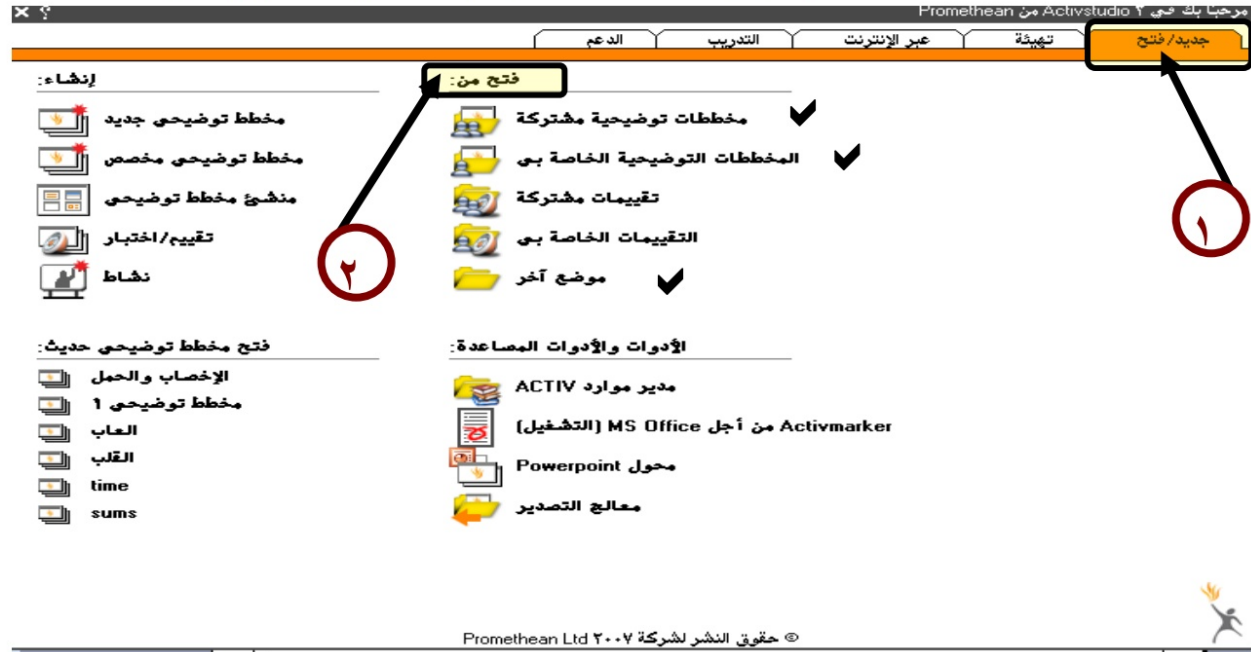 مرحبًا بك في Activstudio ٣ من Promethean
؟ ×
جديد/فتح
تهيئة
عبر الإنترنت
التدريب
الدعم
١
فتح من:
مخططات توضيحية مشتركة
المخططات التوضيحية الخاصة بي
تقييمات مشتركة
التقييمات الخاصة بي
موضع آخر
٢
إنشاء:
مخطط توضيحي جديد
مخطط توضيحي مخصص
منشئ مخطط توضيحي
تقييم/اختبار
نشاط
الأدوات والأدوات المساعدة:
مدير موارد ACTIV
Activmarker من أجل MS Office (التشغيل)
محول Powerpoint
معالج التصدير
فتح مخطط توضيحي حديث:
الإخصاب والحمل
مخطط توضيحي ١
العاب
القلب
time
sums
© حقوق النشر لشركة Promethean Ltd ٢٠٠٧